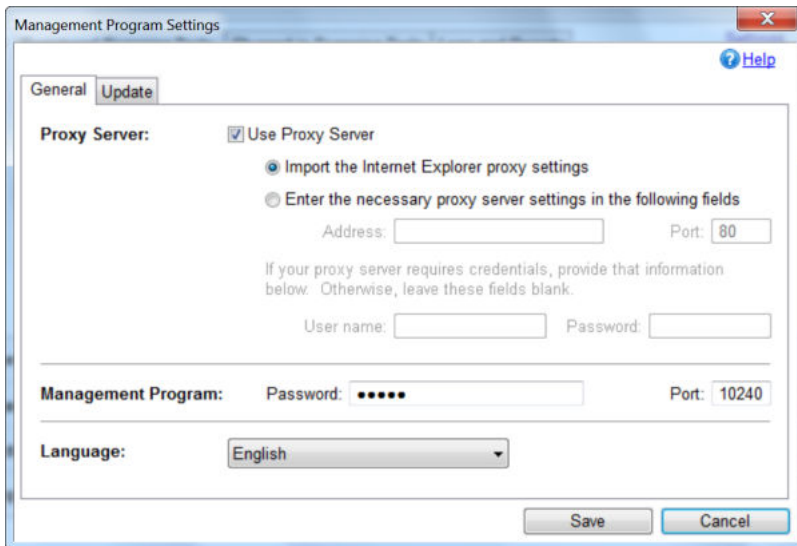 Management Program Settings
Help
General Update
Proxy Server: Use Proxy Server
Import the Internet Explorer proxy settings
Enter the necessary proxy server settings in the following fields
Address: Port: 80
If your proxy server requires credentials, provide that information
below. Otherwise, leave these fields blank.
User name: Password:
Management Program: Password: ••••• Port: 10240
Language: English
Save Cancel